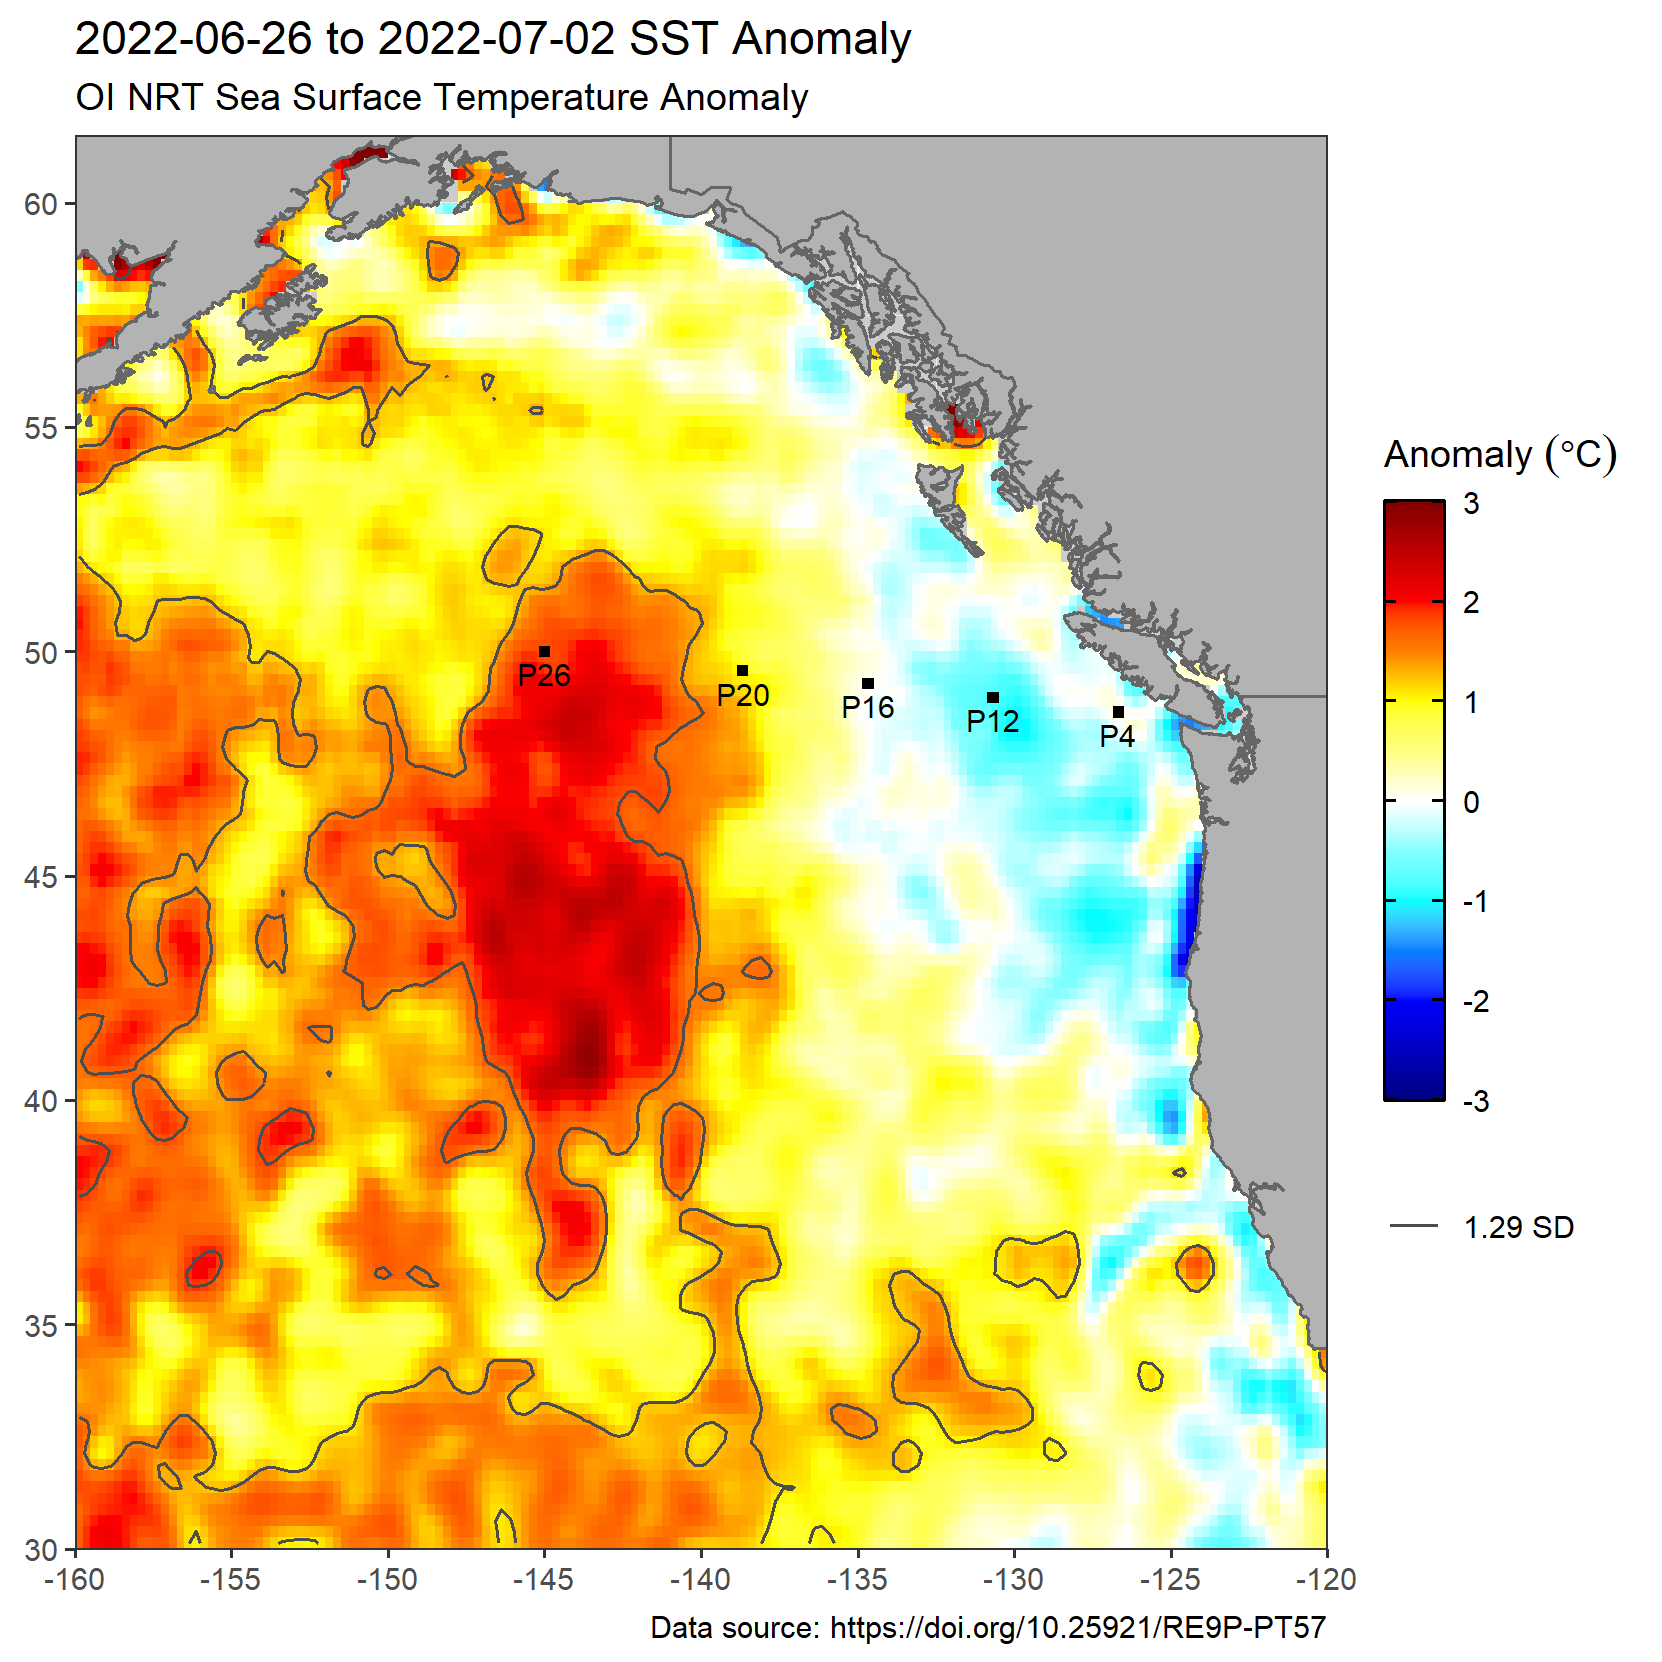 2022-06-26 to 2022-07-02 SST Anomaly
OI NRT Sea Surface Temperature Anomaly
60
55
50
45
40
35
30
-160
-155
-150
-145
-140
-135
-130
-125
-120
P26
P20
P16
P12
P4
Anomaly (°C)
3
2
1
0
-1
-2
-3
1.29 SD
Data source: https://doi.org/10.25921/RE9P-PT57